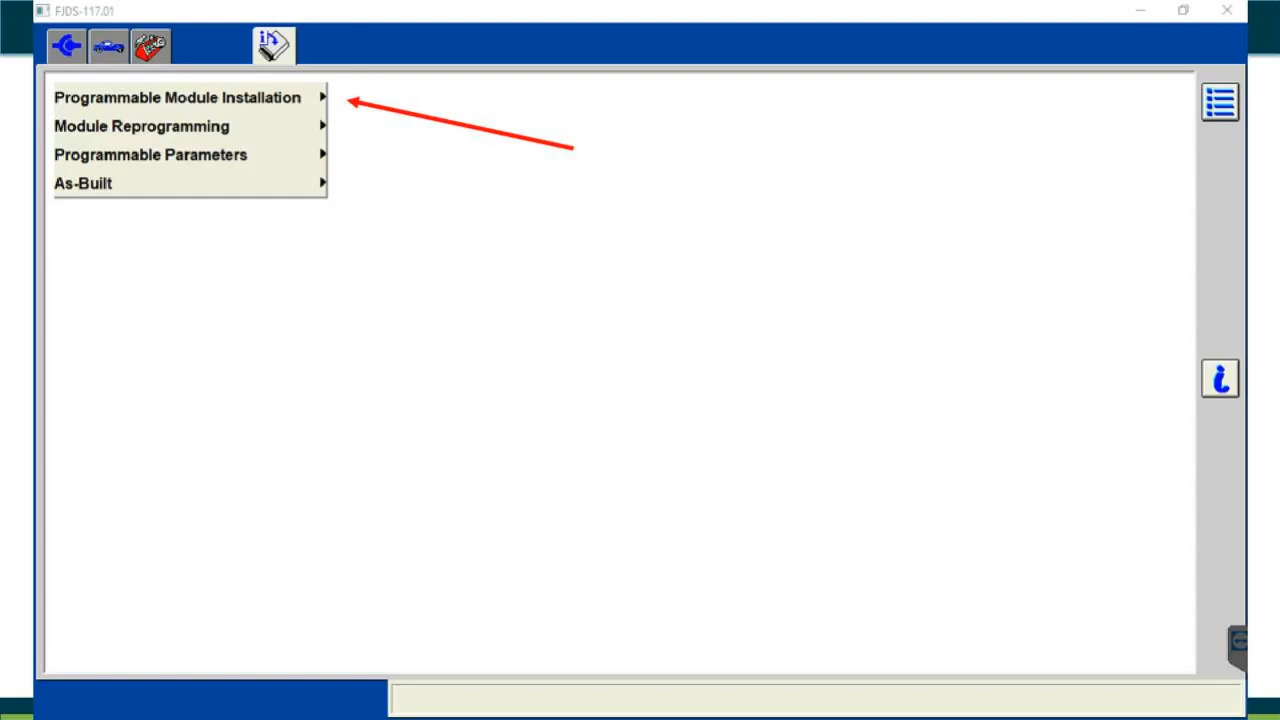 FJDS-117.01
Programmable Module Installation
Module Reprogramming
Programmable Parameters
As-Built